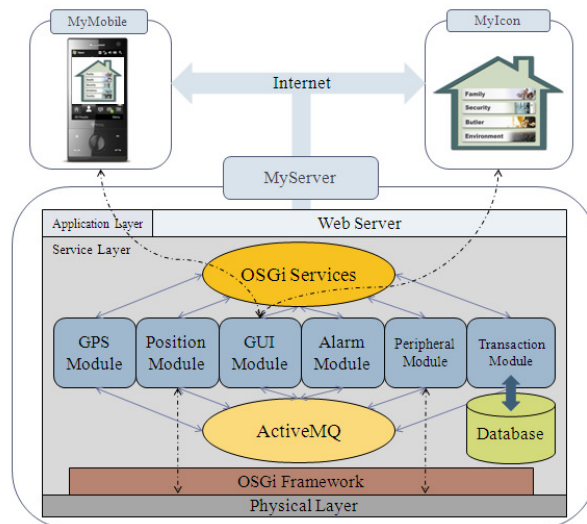 MyMobile
MyIcon
Internet
Family
Security
Butler
Environment
MyServer
Application Layer
Web Server
Service Layer
OSGi Services
GPS
Module
Position
Module
GUI
Module
Alarm
Module
Peripheral
Module
Transaction
Module
ActiveMQ
Database
OSGi Framework
Physical Layer